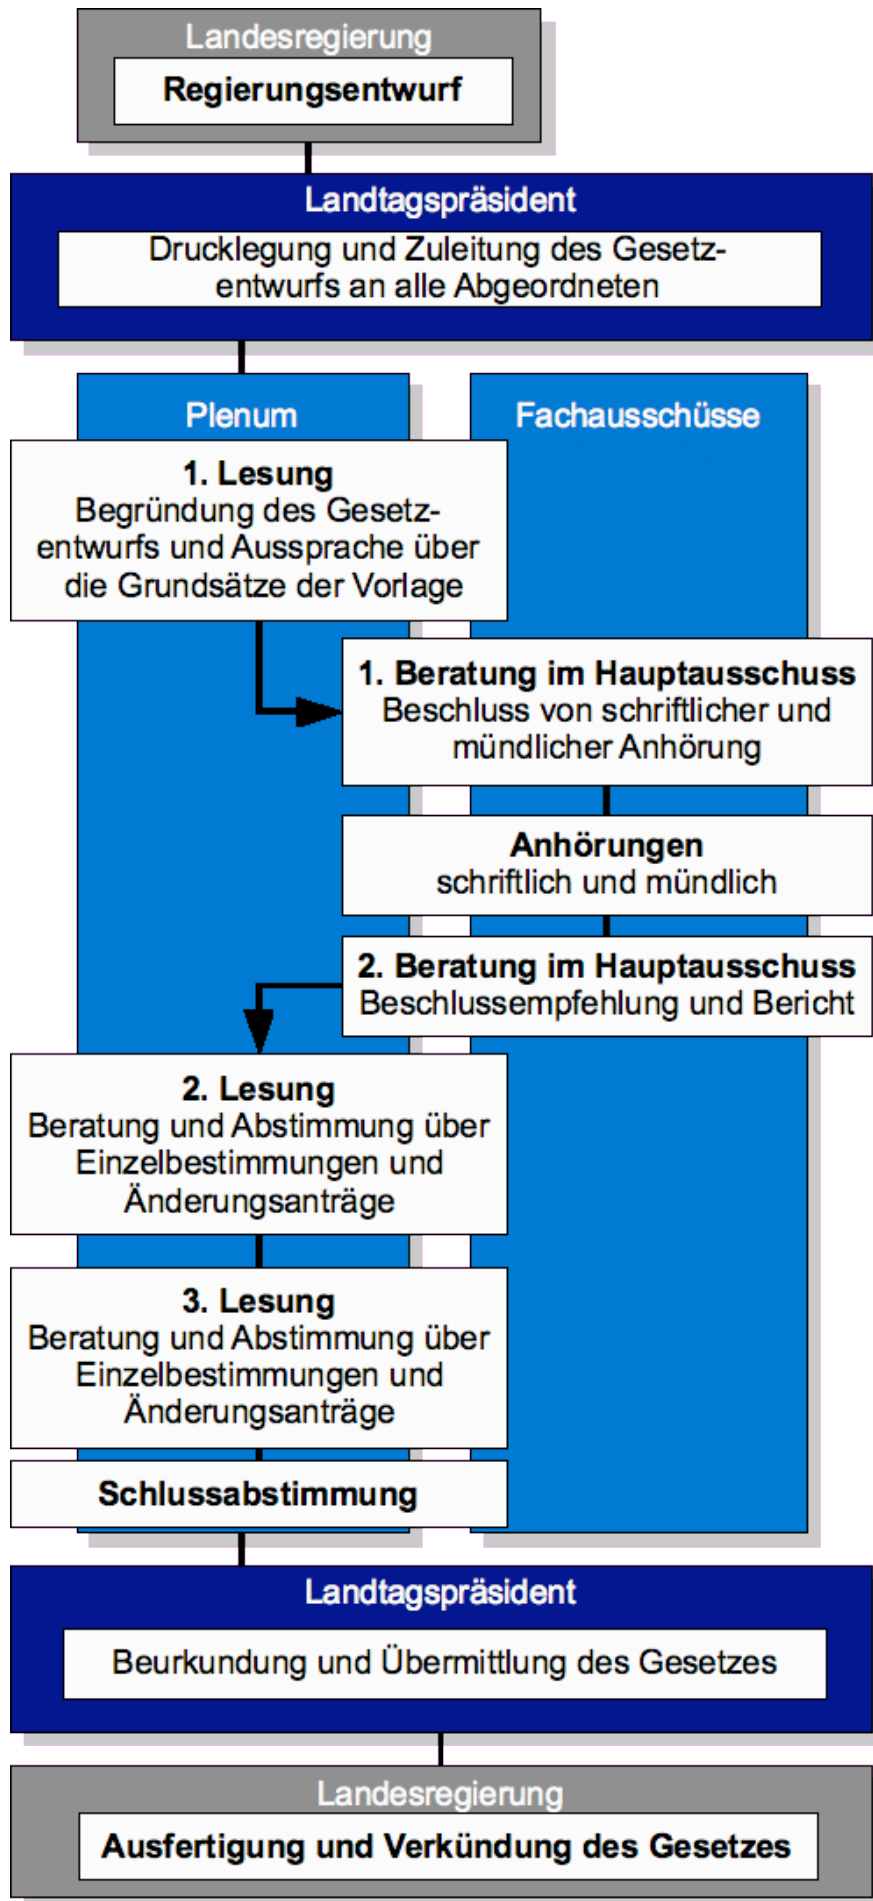 Landesregierung
Regierungsentwurf
Landtagspräsident
Drucklegung und Zuleitung des Gesetz-
entwurfs an alle Abgeordneten
Plenum
Fachausschüsse
1. Lesung
Begründung des Gesetz-
entwurfs und Aussprache über
die Grundsätze der Vorlage
1. Beratung im Hauptausschuss
Beschluss von schriftlicher und
mündlicher Anhörung
Anhörungen
schriftlich und mündlich
2. Beratung im Hauptausschuss
Beschlussempfehlung und Bericht
2. Lesung
Beratung und Abstimmung über
Einzelbestimmungen und
Änderungsanträge
3. Lesung
Beratung und Abstimmung über
Einzelbestimmungen und
Änderungsanträge
Schlussabstimmung
Landtagspräsident
Beurkundung und Übermittlung des Gesetzes
Landesregierung
Ausfertigung und Verkündung des Gesetzes